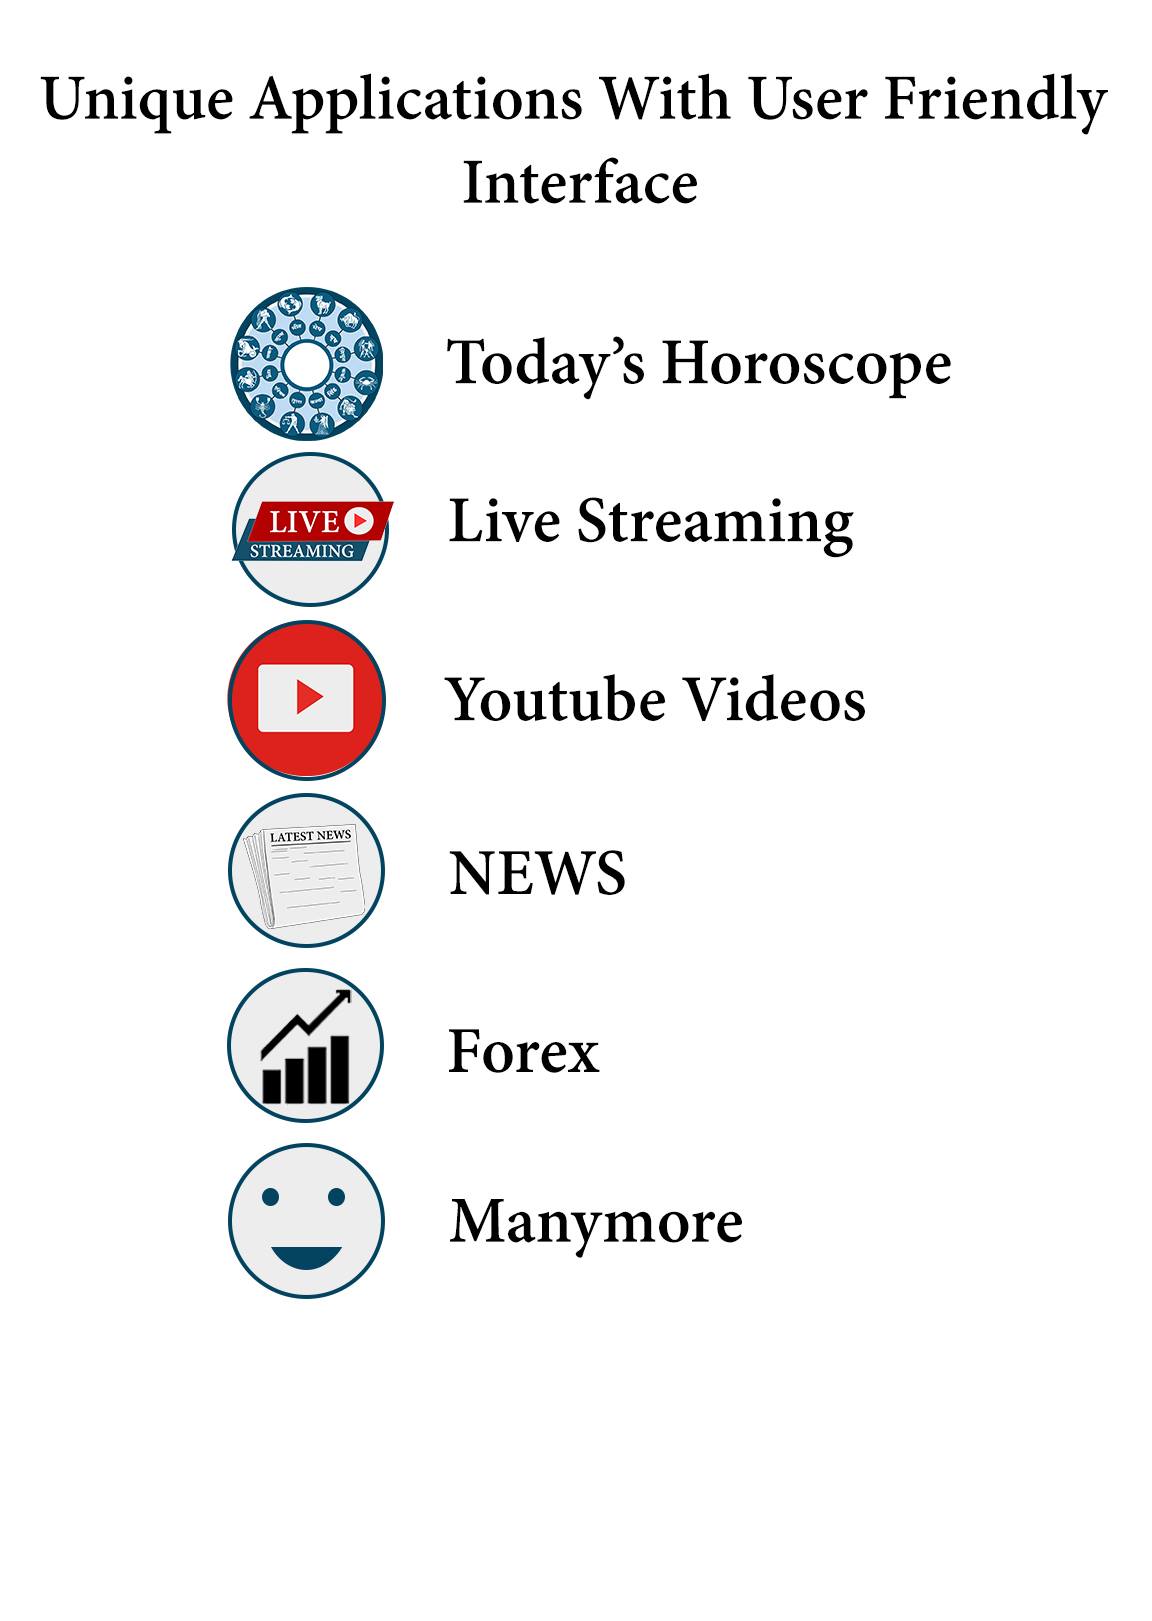 Unique Applications With User Friendly
Interface
Today’s Horoscope
LIVE
STREAMING
Live Streaming
Youtube Videos
LATEST NEWS
NEWS
Forex
Manymore